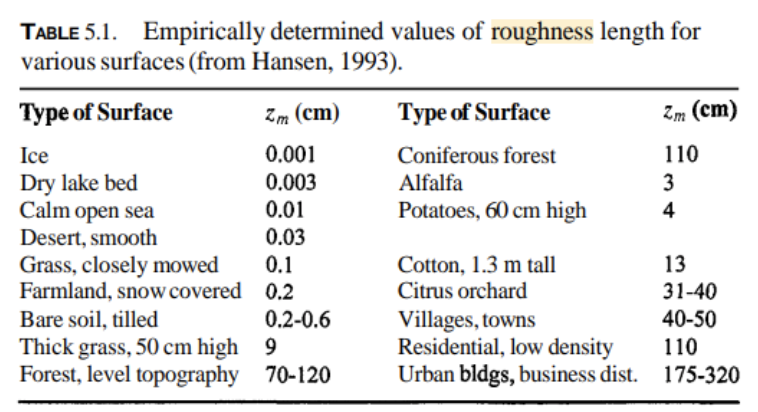 TABLE 5.1. Empirically determined values of roughness length for
various surfaces (from Hansen, 1993).
Type of Surface zm (cm) Type of Surface zm (cm)
Ice 0.001 Coniferous forest 110
Dry lake bed 0.003 Alfalfa 3
Calm open sea 0.01 Potatoes, 60 cm high 4
Desert, smooth 0.03
Grass, closely mowed 0.1 Cotton, 1.3 m tall 13
Farmland, snow covered 0.2 Citrus orchard 31-40
Bare soil, tilled 0.2-0.6 Villages, towns 40-50
Thick grass, 50 cm high 9 Residential, low density 110
Forest, level topography 70-120 Urban bldgs, business dist. 175-320